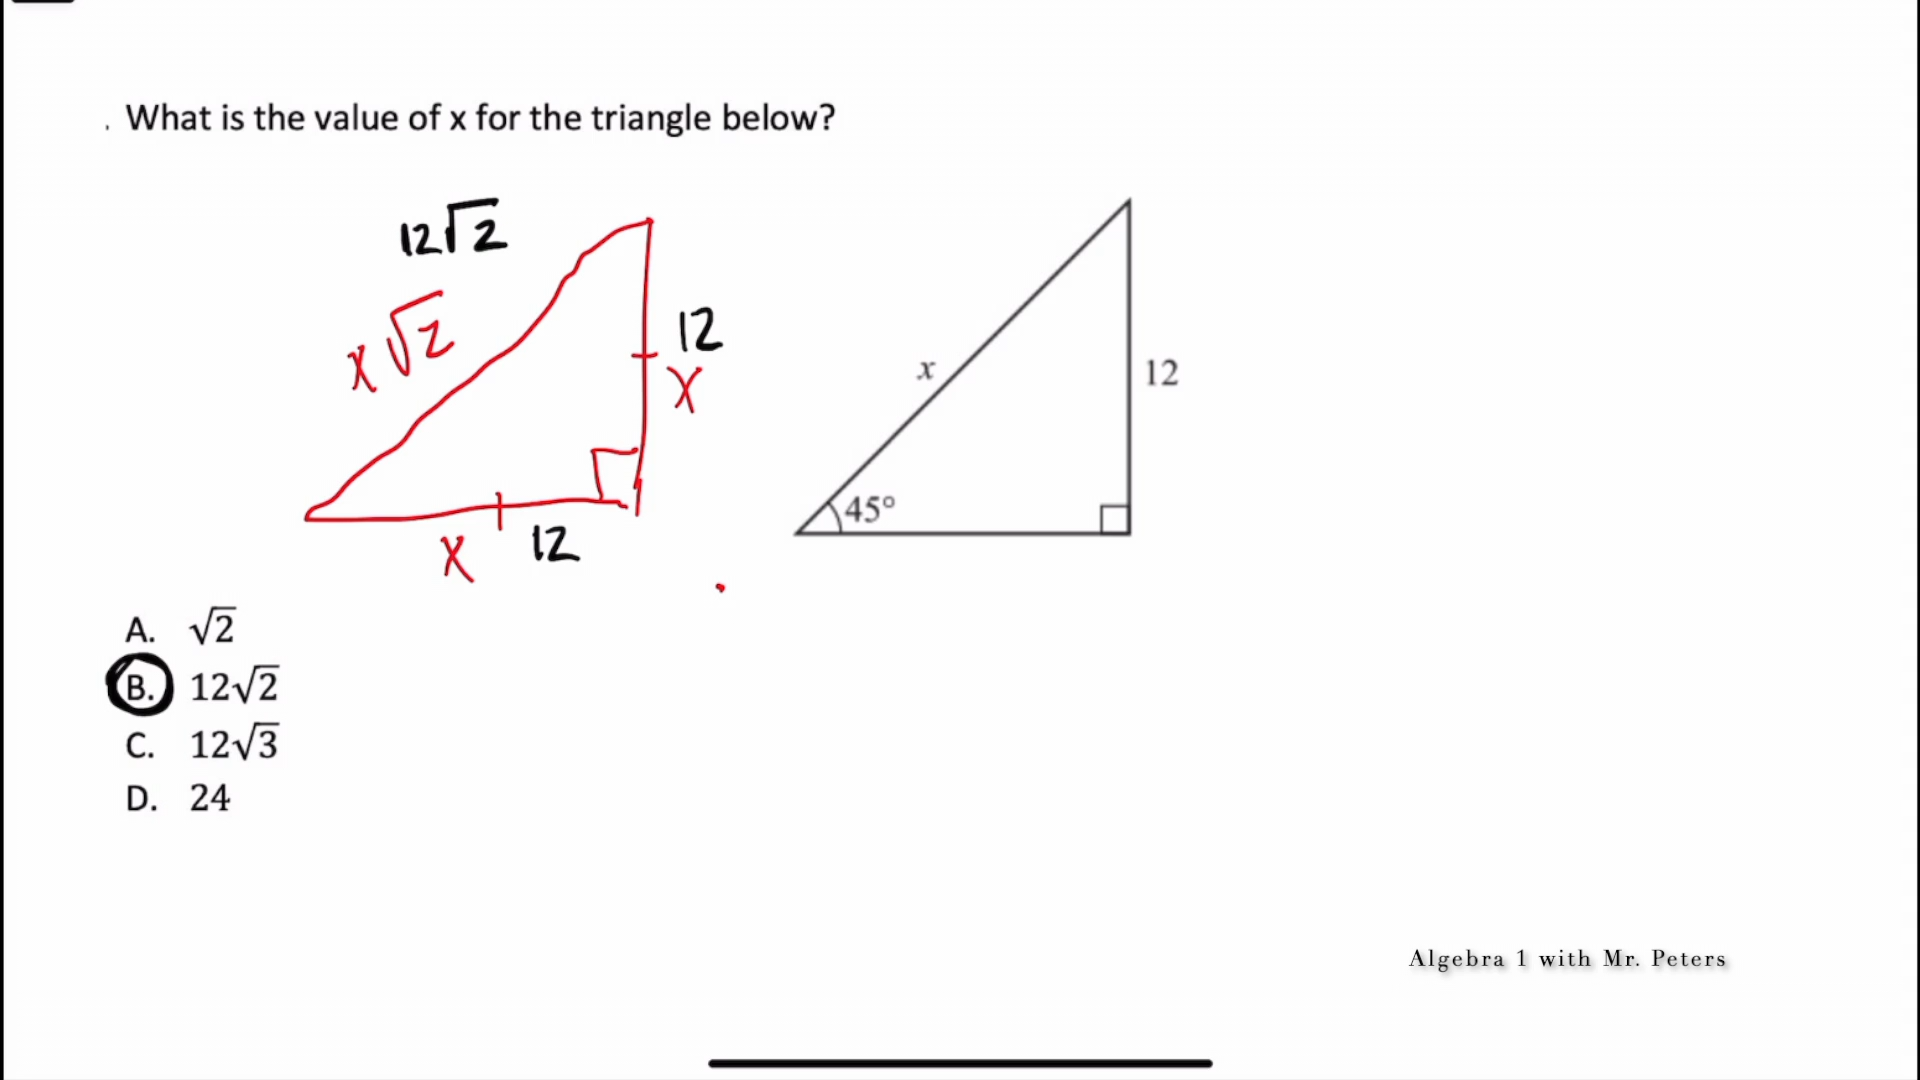 . What is the value of x for the triangle below?
12√2
x√2
12
x
x
12
x
12
45°
A. √2
B. 12√2
C. 12√3
D. 24
Algebra 1 with Mr. Peters